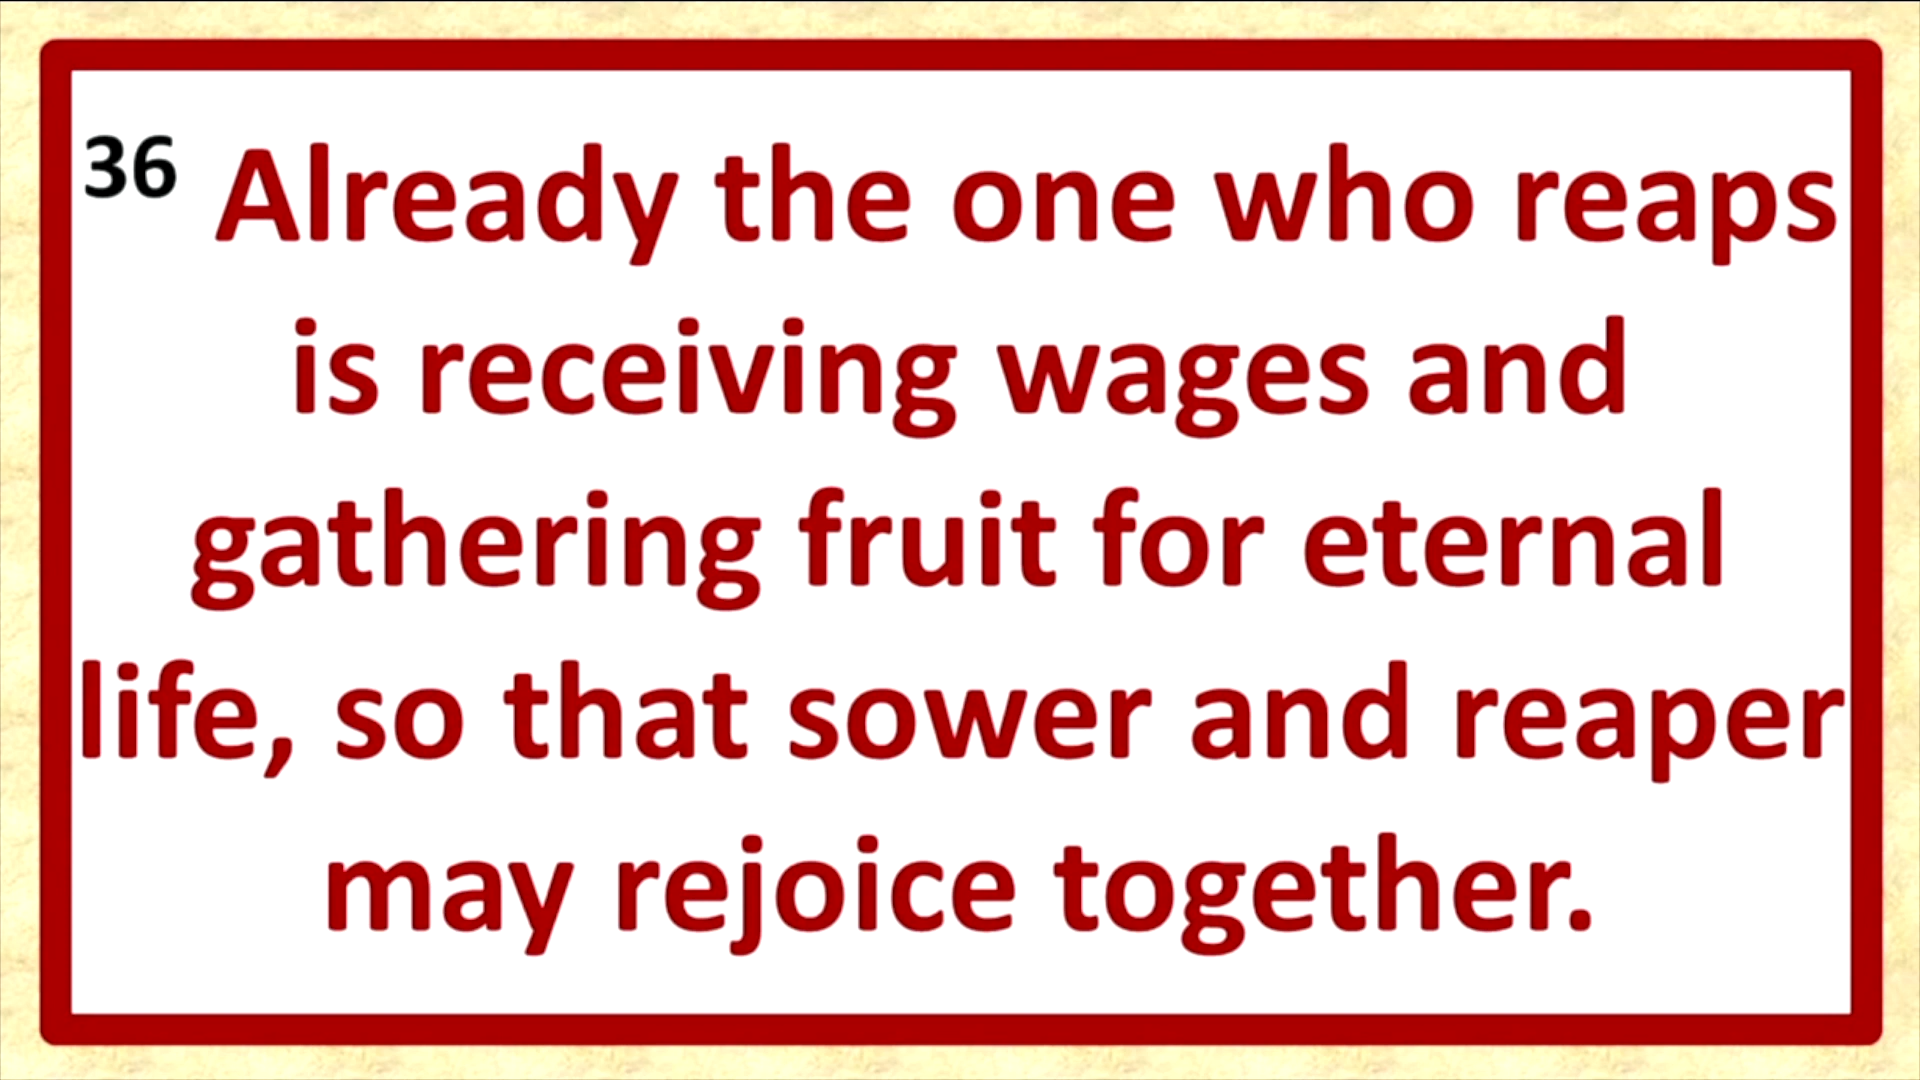 36 Already the one who reaps
is receiving wages and
gathering fruit for eternal
life, so that sower and reaper
may rejoice together.